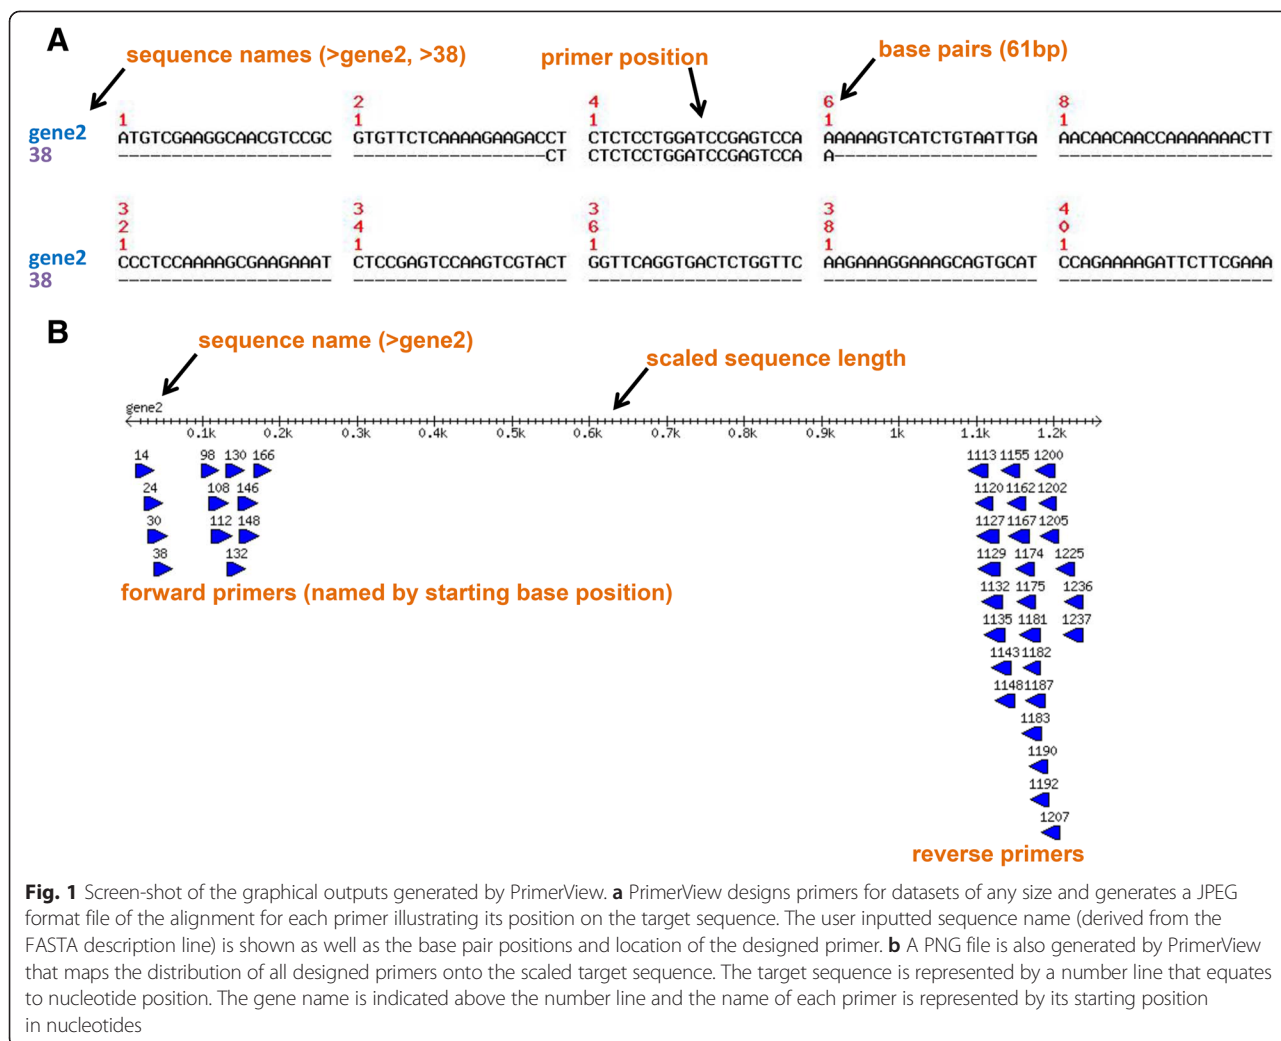 A
sequence names (>gene2, >38)
primer position
base pairs (61bp)
2 4 6 8
1 1 1 1 1
gene2 ATGTCGAAGGCAACGTCCGC GTGTTCTCAAAAGAAGACCT CTCTCCTGGATCCGAGTCCA AAAAAGTCATCTGTAATTGA AACAACAACCAAAAAAACTT
38 -------------------- ------------------CT CTCTCCTGGATCCGAGTCCA A------------------- --------------------
3 3 3 3 4
2 4 6 8 0
1 1 1 1 1
gene2 CCCTCCAAAAGCGAAGAAAT CTCCGAGTCCAAGTCGTACT GGTTCAGGTGACTCTGGTTC AAGAAAGGAAAGCAGTGCAT CCAGAAAAGATTCTTCGAAA
38 -------------------- -------------------- -------------------- -------------------- --------------------
B
sequence name (>gene2)
scaled sequence length
gene2
0.1k 0.2k 0.3k 0.4k 0.5k 0.6k 0.7k 0.8k 0.9k 1k 1.1k 1.2k
14 98 130 166 1113 1155 1200
24 108 146 1120 1162 1202
30 112 148 1127 1167 1205
38 132 1129 1174 1225
forward primers (named by starting base position)
1132 1175 1236
1135 1181 1237
1143 1182
1148 1187
1183
1190
1192
1207
reverse primers
Fig. 1 Screen-shot of the graphical outputs generated by PrimerView. a PrimerView designs primers for datasets of any size and generates a JPEG
format file of the alignment for each primer illustrating its position on the target sequence. The user inputted sequence name (derived from the
FASTA description line) is shown as well as the base pair positions and location of the designed primer. b A PNG file is also generated by PrimerView
that maps the distribution of all designed primers onto the scaled target sequence. The target sequence is represented by a number line that equates
to nucleotide position. The gene name is indicated above the number line and the name of each primer is represented by its starting position
in nucleotides